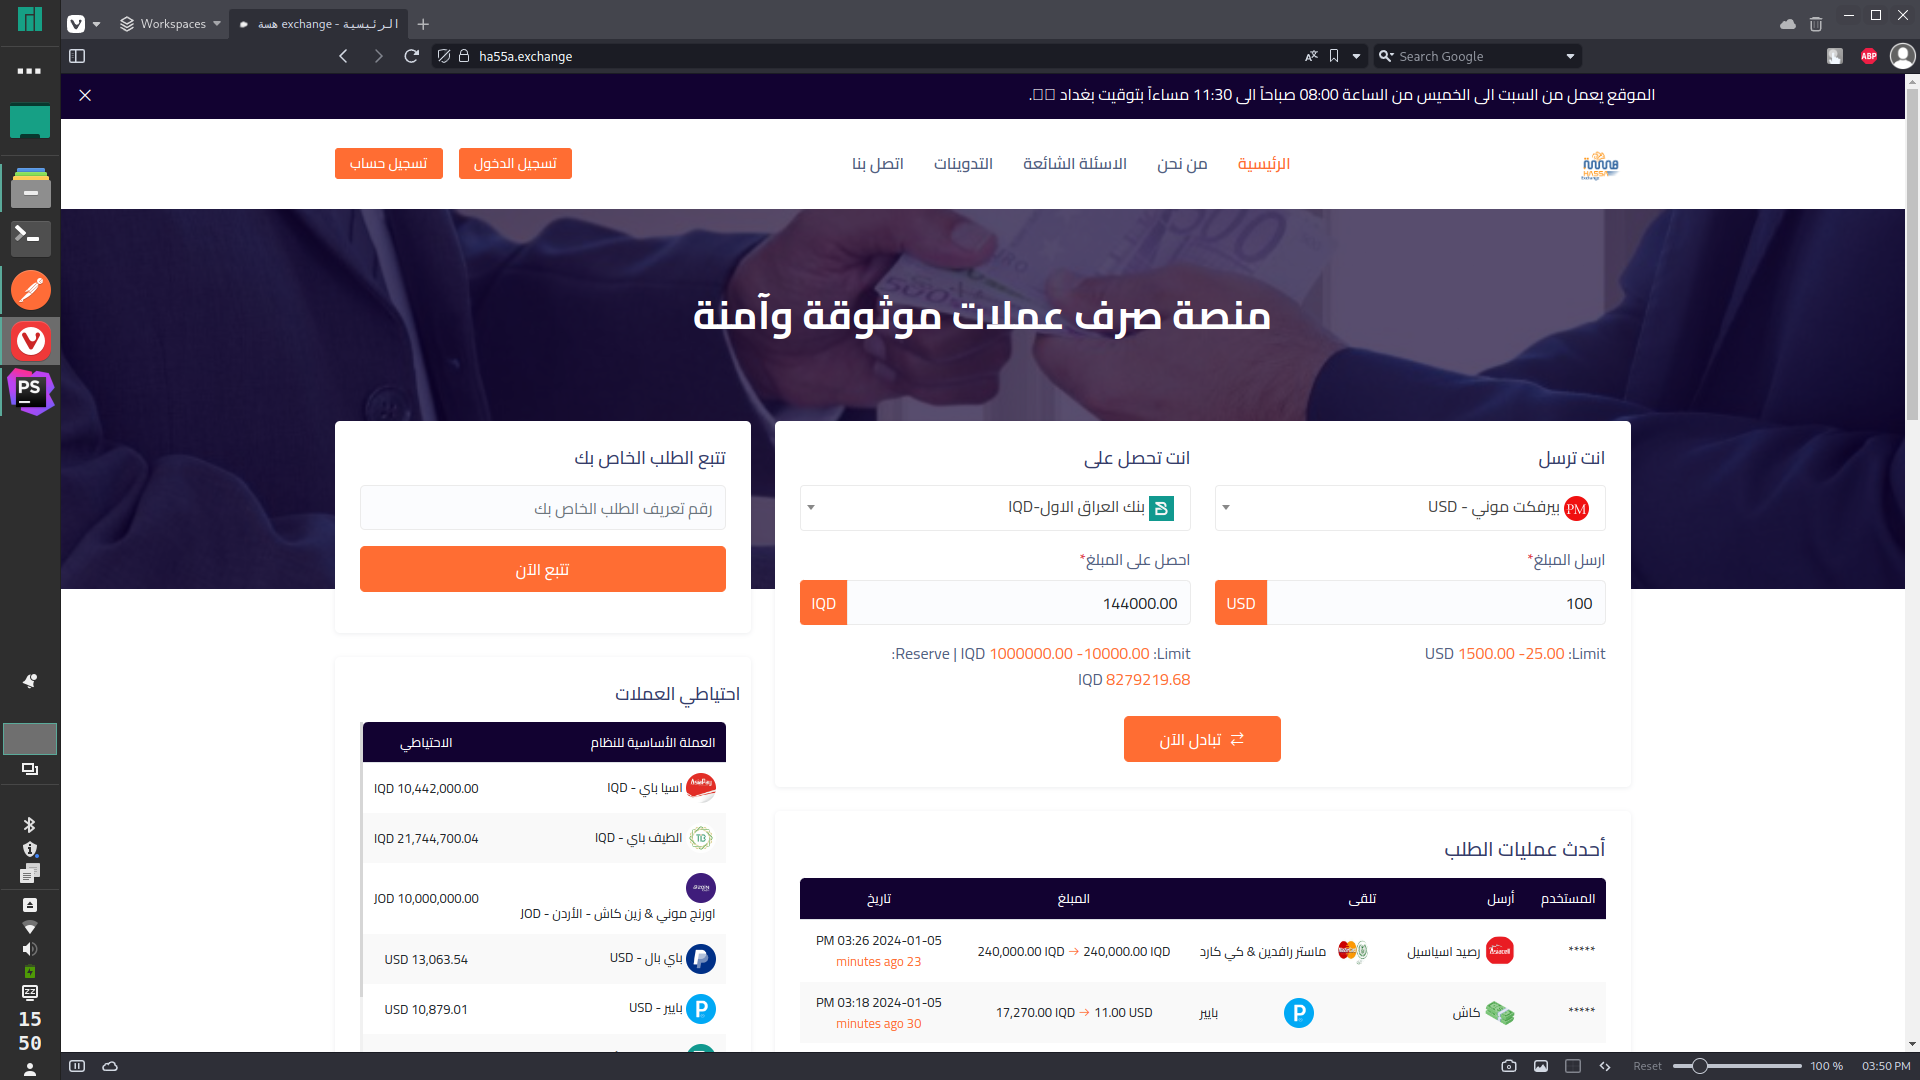 Workspaces
هسة exchange - الرئيسية
ha55a.exchange
Search Google
ABP
الموقع يعمل من السبت الى الخميس من الساعة 08:00 صباحاً الى 11:30 مساءاً بتوقيت بغداد .
HA55A
Exchange
الرئيسية
من نحن
الاسئلة الشائعة
التدوينات
اتصل بنا
تسجيل الدخول
تسجيل حساب
منصة صرف عملات موثوقة وآمنة
انت ترسل
PM بيرفكت موني - USD
ارسل المبلغ*
100
USD
Limit: 25.00 -1500.00 USD
انت تحصل على
بنك العراق الاول-IQD
احصل على المبلغ*
144000.00
IQD
Limit: 10000.00 -1000000.00 IQD | Reserve:
8279219.68 IQD
تبادل الآن
تتبع الطلب الخاص بك
رقم تعريف الطلب الخاص بك
تتبع الآن
احتياطي العملات
العملة الأساسية للنظام الاحتياطي
اسيا باي - IQD IQD 10,442,000.00
الطيف باي - IQD IQD 21,744,700.04
اورنج موني & زين كاش - الأردن - JOD JOD 10,000,000.00
باي بال - USD USD 13,063.54
بايير - USD USD 10,879.01
أحدث عمليات الطلب
المستخدم أرسل تلقى المبلغ تاريخ
***** رصيد اسياسيل ماستر رافدين & كي كارد 240,000.00 IQD → 240,000.00 IQD PM 03:26 2024-01-05
minutes ago 23
***** كاش بايير 17,270.00 IQD → 11.00 USD PM 03:18 2024-01-05
minutes ago 30
PS
15
50
Reset
100 %
03:50 PM